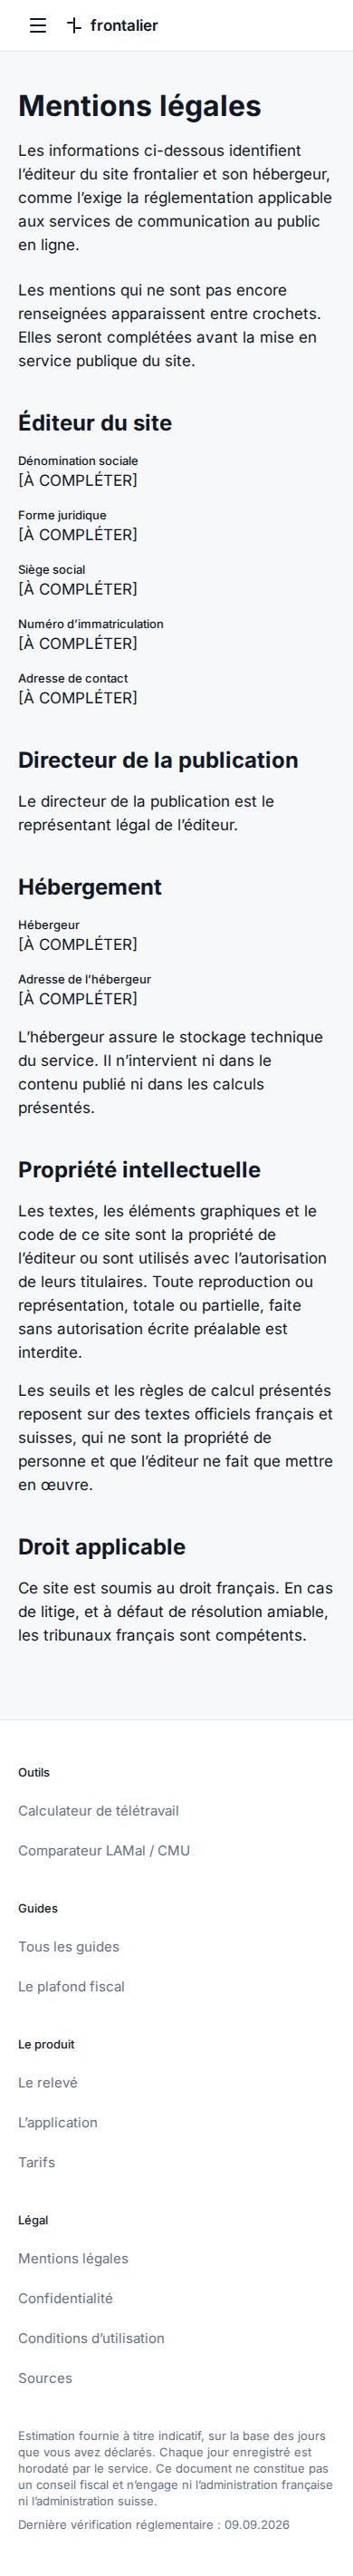 frontalier
Mentions légales
Les informations ci-dessous identifient
l’éditeur du site frontalier et son hébergeur,
comme l’exige la réglementation applicable
aux services de communication au public
en ligne.
Les mentions qui ne sont pas encore
renseignées apparaissent entre crochets.
Elles seront complétées avant la mise en
service publique du site.
Éditeur du site
Dénomination sociale
[À COMPLÉTER]
Forme juridique
[À COMPLÉTER]
Siège social
[À COMPLÉTER]
Numéro d’immatriculation
[À COMPLÉTER]
Adresse de contact
[À COMPLÉTER]
Directeur de la publication
Le directeur de la publication est le
représentant légal de l’éditeur.
Hébergement
Hébergeur
[À COMPLÉTER]
Adresse de l’hébergeur
[À COMPLÉTER]
L’hébergeur assure le stockage technique
du service. Il n’intervient ni dans le
contenu publié ni dans les calculs
présentés.
Propriété intellectuelle
Les textes, les éléments graphiques et le
code de ce site sont la propriété de
l’éditeur ou sont utilisés avec l’autorisation
de leurs titulaires. Toute reproduction ou
représentation, totale ou partielle, faite
sans autorisation écrite préalable est
interdite.
Les seuils et les règles de calcul présentés
reposent sur des textes officiels français et
suisses, qui ne sont la propriété de
personne et que l’éditeur ne fait que mettre
en œuvre.
Droit applicable
Ce site est soumis au droit français. En cas
de litige, et à défaut de résolution amiable,
les tribunaux français sont compétents.
Outils
Calculateur de télétravail
Comparateur LAMal / CMU
Guides
Tous les guides
Le plafond fiscal
Le produit
Le relevé
L’application
Tarifs
Légal
Mentions légales
Confidentialité
Conditions d’utilisation
Sources
Estimation fournie à titre indicatif, sur la base des jours
que vous avez déclarés. Chaque jour enregistré est
horodaté par le service. Ce document ne constitue pas
un conseil fiscal et n’engage ni l’administration française
ni l’administration suisse.
Dernière vérification réglementaire : 09.09.2026